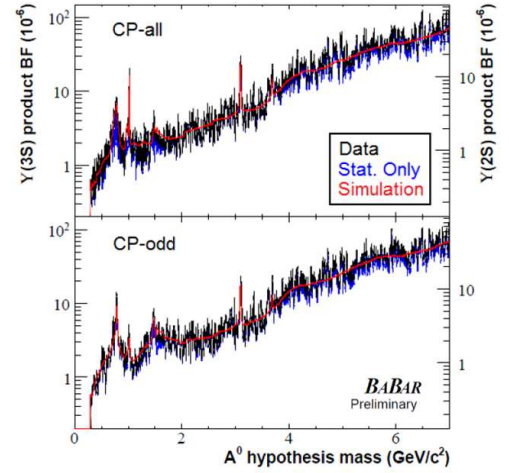 Υ(3S) product BF (10⁻⁶)
Υ(2S) product BF (10⁻⁶)
10²
10
1
CP-all
Data
Stat. Only
Simulation
10
1
10²
10
1
CP-odd
BABAR
Preliminary
10
1
0 2 4 6
A⁰ hypothesis mass (GeV/c²)